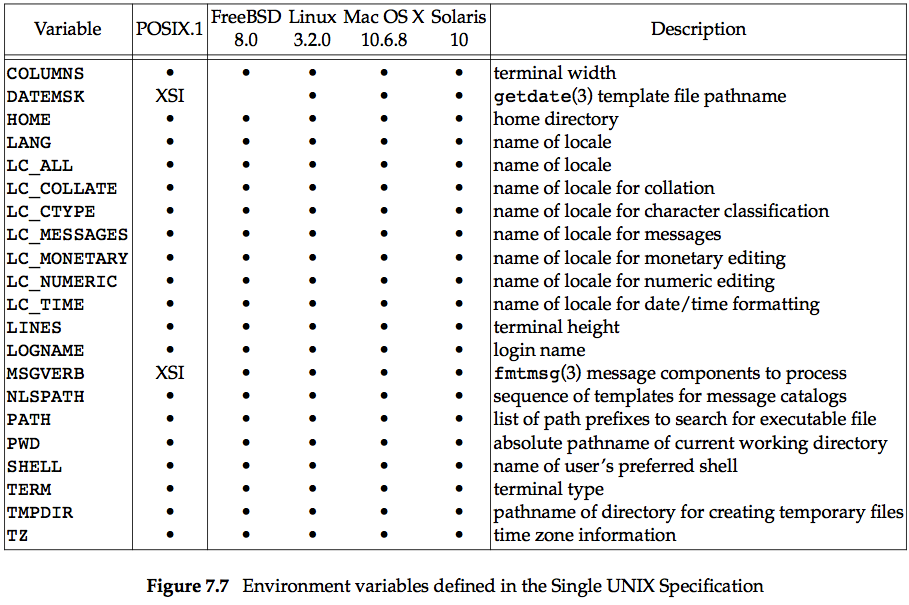 Variable POSIX.1 FreeBSD 8.0 Linux 3.2.0 Mac OS X 10.6.8 Solaris 10 Description
COLUMNS • • • • • terminal width
DATEMSK XSI • • • getdate(3) template file pathname
HOME • • • • • home directory
LANG • • • • • name of locale
LC_ALL • • • • • name of locale
LC_COLLATE • • • • • name of locale for collation
LC_CTYPE • • • • • name of locale for character classification
LC_MESSAGES • • • • • name of locale for messages
LC_MONETARY • • • • • name of locale for monetary editing
LC_NUMERIC • • • • • name of locale for numeric editing
LC_TIME • • • • • name of locale for date/time formatting
LINES • • • • • terminal height
LOGNAME • • • • • login name
MSGVERB XSI • • • • fmtmsg(3) message components to process
NLSPATH • • • • • sequence of templates for message catalogs
PATH • • • • • list of path prefixes to search for executable file
PWD • • • • • absolute pathname of current working directory
SHELL • • • • • name of user’s preferred shell
TERM • • • • • terminal type
TMPDIR • • • • • pathname of directory for creating temporary files
TZ • • • • • time zone information
Figure 7.7 Environment variables defined in the Single UNIX Specification